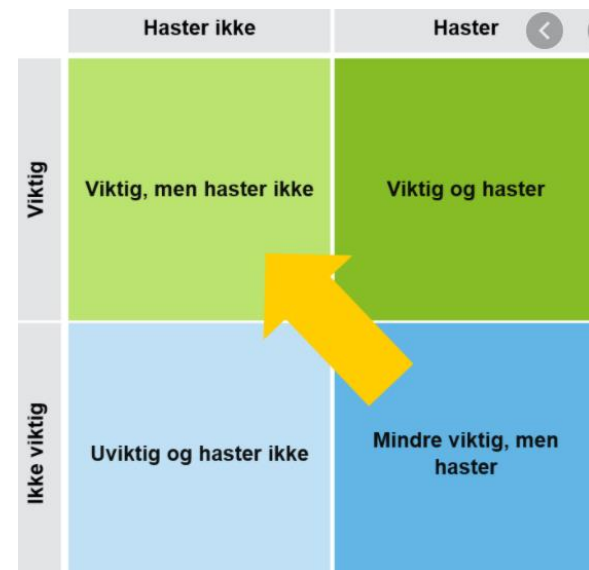 Haster ikke
Haster
Viktig
Viktig, men haster ikke
Viktig og haster
Ikke viktig
Uviktig og haster ikke
Mindre viktig, men
haster